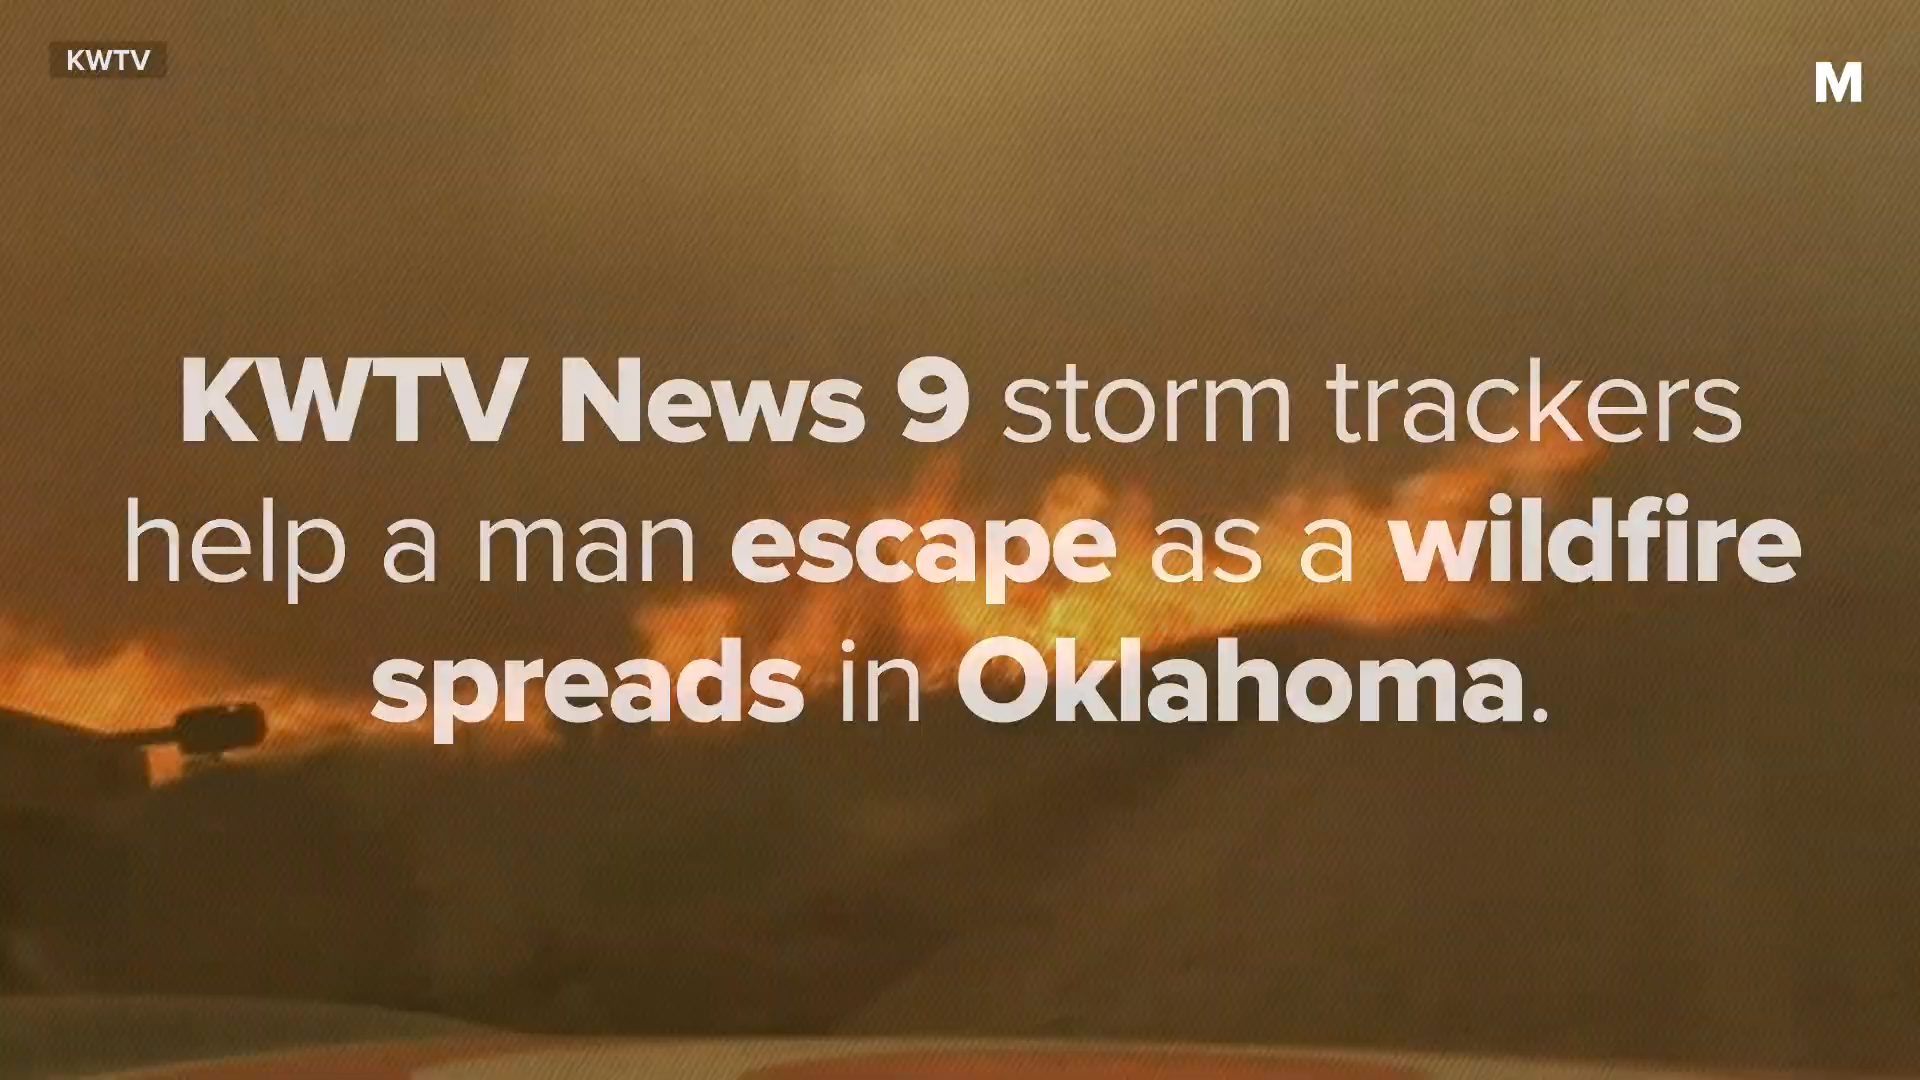 KWTV
M
KWTV News 9 storm trackers
help a man escape as a wildfire
spreads in Oklahoma.